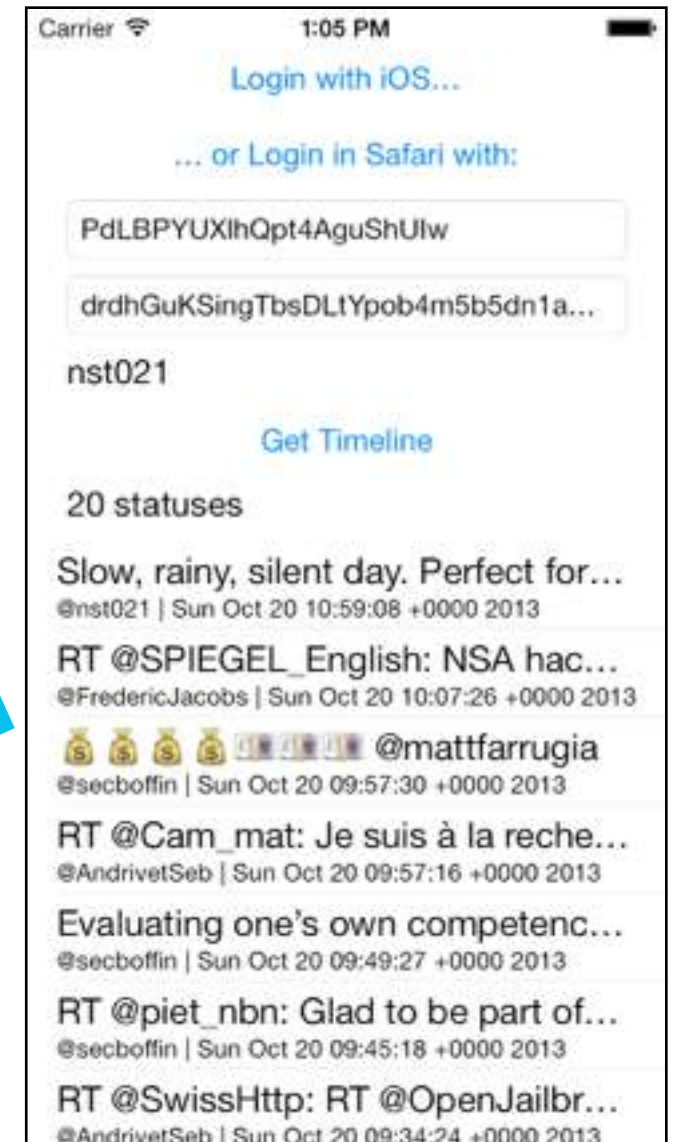 Carrier 1:05 PM
Login with iOS...
... or Login in Safari with:
PdLBPYUXlhQpt4AguShUIw
drdhGuKSingTbsDLtYpob4m5b5dn1a...
nst021
Get Timeline
20 statuses
Slow, rainy, silent day. Perfect for...
@nst021 | Sun Oct 20 10:59:08 +0000 2013
RT @SPIEGEL_English: NSA hac...
@FredericJacobs | Sun Oct 20 10:07:26 +0000 2013
💰💰💰💰💷💷💷 @mattfarrugia
@secboffin | Sun Oct 20 09:57:30 +0000 2013
RT @Cam_mat: Je suis à la reche...
@AndrivetSeb | Sun Oct 20 09:57:16 +0000 2013
Evaluating one's own competenc...
@secboffin | Sun Oct 20 09:49:27 +0000 2013
RT @piet_nbn: Glad to be part of...
@secboffin | Sun Oct 20 09:45:18 +0000 2013
RT @SwissHttp: RT @OpenJailbr...
@AndrivetSeb | Sun Oct 20 09:34:24 +0000 2013